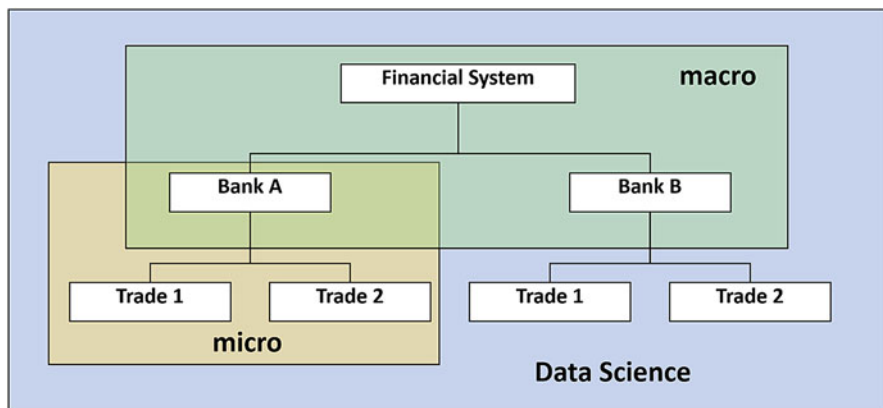 Financial System
macro
Bank A
Bank B
Trade 1
Trade 2
Trade 1
Trade 2
micro
Data Science